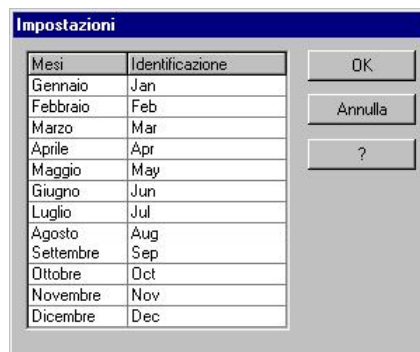 Impostazioni
Mesi Identificazione
Gennaio Jan
Febbraio Feb
Marzo Mar
Aprile Apr
Maggio May
Giugno Jun
Luglio Jul
Agosto Aug
Settembre Sep
Ottobre Oct
Novembre Nov
Dicembre Dec
OK
Annulla
?